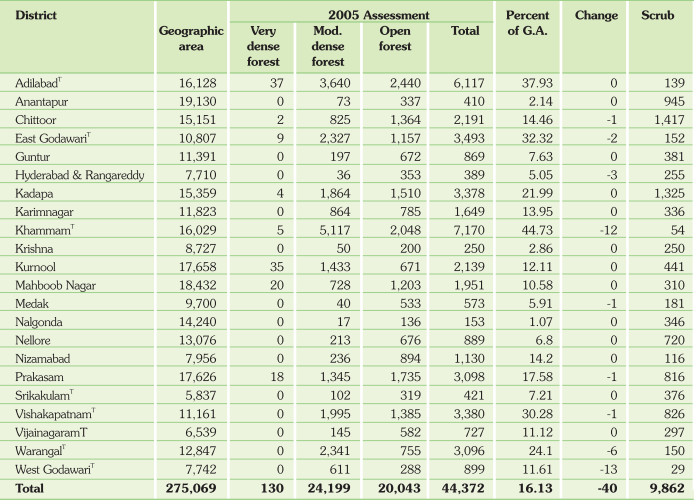 District Geographic area 2005 Assessment Very dense forest Mod. dense forest Open forest Total Percent of G.A. Change Scrub
Adilabad^T 16,128 37 3,640 2,440 6,117 37.93 0 139
Anantapur 19,130 0 73 337 410 2.14 0 945
Chittoor 15,151 2 825 1,364 2,191 14.46 -1 1,417
East Godawari^T 10,807 9 2,327 1,157 3,493 32.32 -2 152
Guntur 11,391 0 197 672 869 7.63 0 381
Hyderabad & Rangareddy 7,710 0 36 353 389 5.05 -3 255
Kadapa 15,359 4 1,864 1,510 3,378 21.99 0 1,325
Karimnagar 11,823 0 864 785 1,649 13.95 0 336
Khammam^T 16,029 5 5,117 2,048 7,170 44.73 -12 54
Krishna 8,727 0 50 200 250 2.86 0 250
Kurnool 17,658 35 1,433 671 2,139 12.11 0 441
Mahboob Nagar 18,432 20 728 1,203 1,951 10.58 0 310
Medak 9,700 0 40 533 573 5.91 -1 181
Nalgonda 14,240 0 17 136 153 1.07 0 346
Nellore 13,076 0 213 676 889 6.8 0 720
Nizamabad 7,956 0 236 894 1,130 14.2 0 116
Prakasam 17,626 18 1,345 1,735 3,098 17.58 -1 816
Srikakulam^T 5,837 0 102 319 421 7.21 0 376
Vishakapatnam^T 11,161 0 1,995 1,385 3,380 30.28 -1 826
VijainagaramT 6,539 0 145 582 727 11.12 0 297
Warangal^T 12,847 0 2,341 755 3,096 24.1 -6 150
West Godawari^T 7,742 0 611 288 899 11.61 -13 29
Total 275,069 130 24,199 20,043 44,372 16.13 -40 9,862